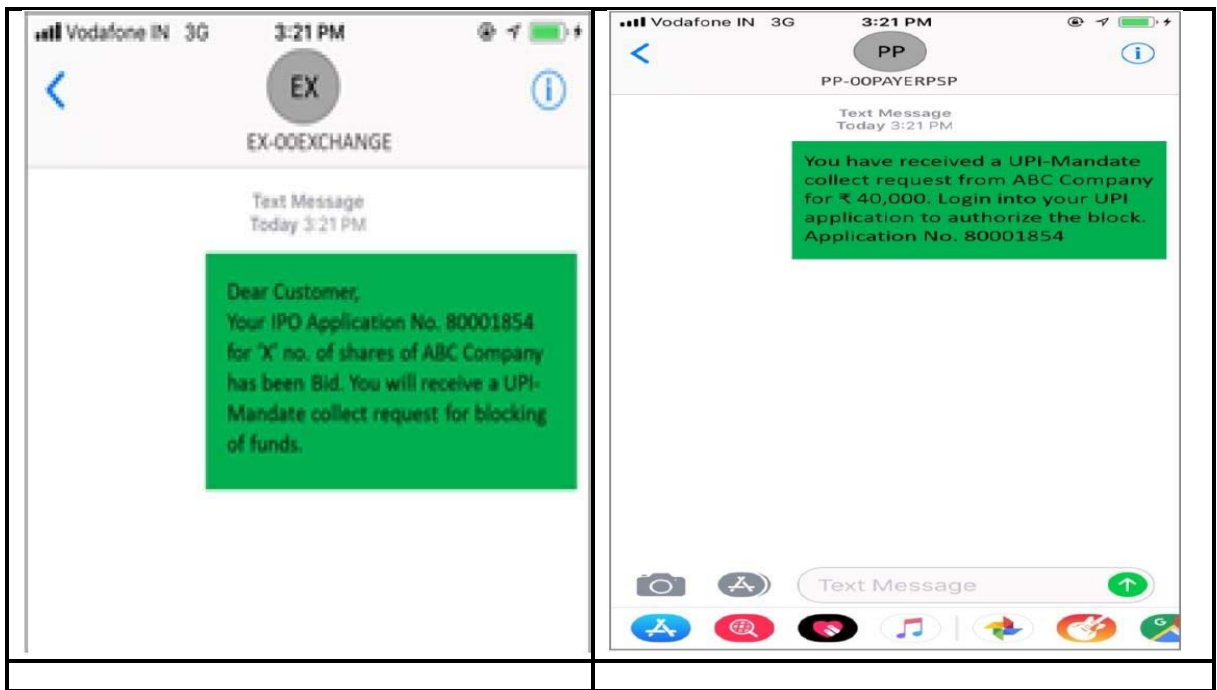 Vodafone IN 3G 3:21 PM
EX
EX-00EXCHANGE
Text Message
Today 3:21 PM
Dear Customer,
Your IPO Application No. 80001854
for 'X' no. of shares of ABC Company
has been Bid. You will receive a UPI-
Mandate collect request for blocking
of funds.
Vodafone IN 3G 3:21 PM
PP
PP-00PAYERPSP
Text Message
Today 3:21 PM
You have received a UPI-Mandate
collect request from ABC Company
for ₹ 40,000. Login into your UPI
application to authorize the block.
Application No. 80001854
Text Message
G